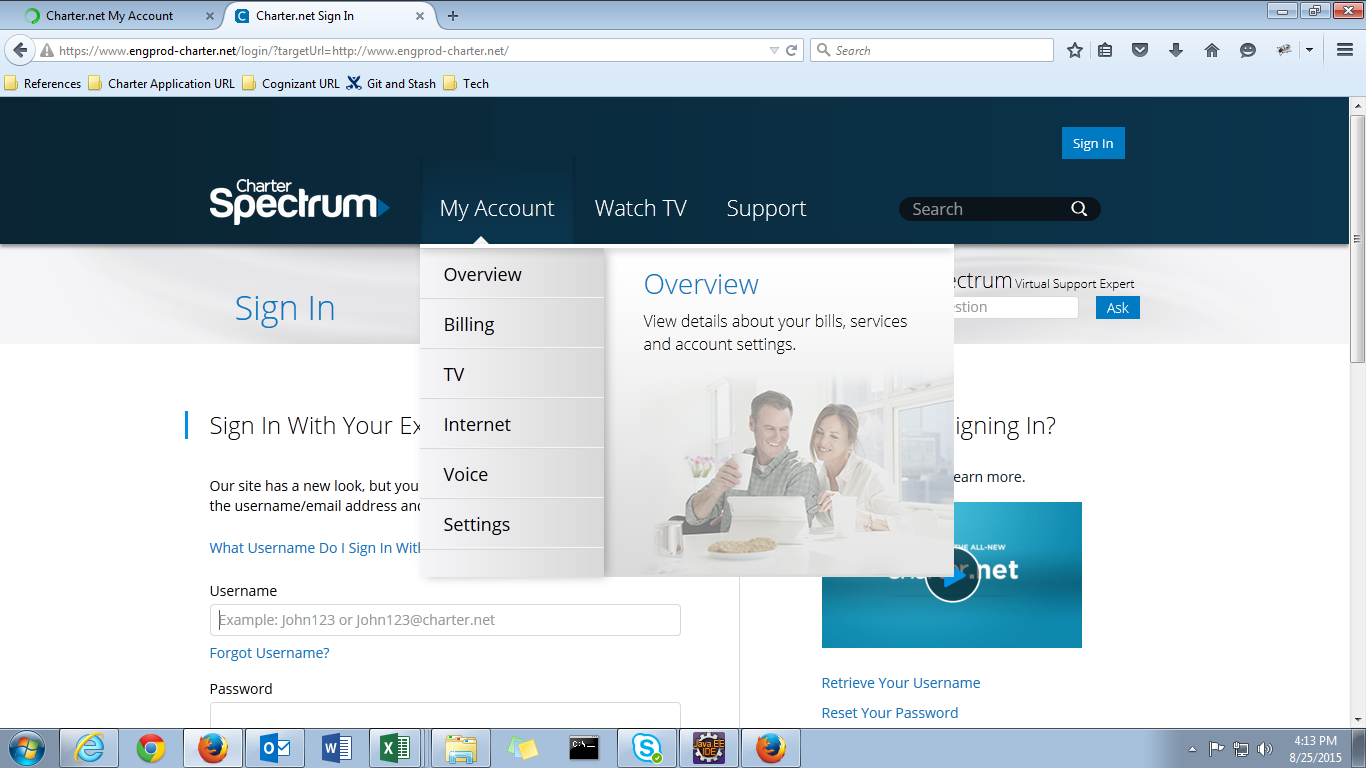 Charter.net My Account
Charter.net Sign In
https://www.engprod-charter.net/login/?targetUrl=http://www.engprod-charter.net/
Search
References
Charter Application URL
Cognizant URL
Git and Stash
Tech
Sign In
Charter
Spectrum
My Account
Watch TV
Support
Search
Overview
Billing
TV
Internet
Voice
Settings
Overview
View details about your bills, services
and account settings.
Sign In
ectrum Virtual Support Expert
estion
Ask
Sign In With Your Ex
Our site has a new look, but you
the username/email address and
What Username Do I Sign In With
Username
Example: John123 or John123@charter.net
Forgot Username?
Password
igning In?
earn more.
THE ALL-NEW
.net
Retrieve Your Username
Reset Your Password
Java EE
IDE
4:13 PM
8/25/2015